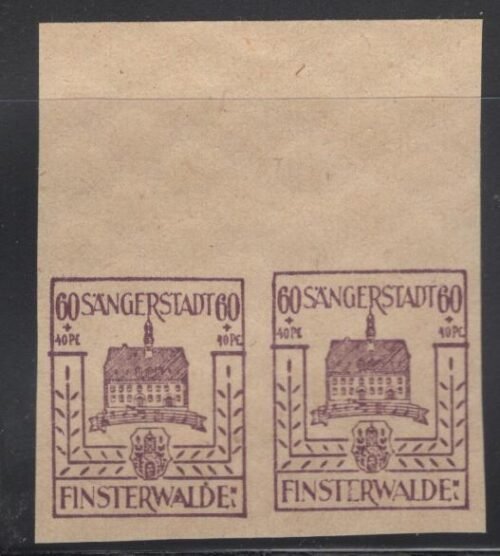 60 SÄNGERSTADT 60
+ +
40 Pf. 40 Pf.
FINSTERWALDE N.L.
60 SÄNGERSTADT 60
+ +
40 Pf. 40 Pf.
FINSTERWALDE N.L.